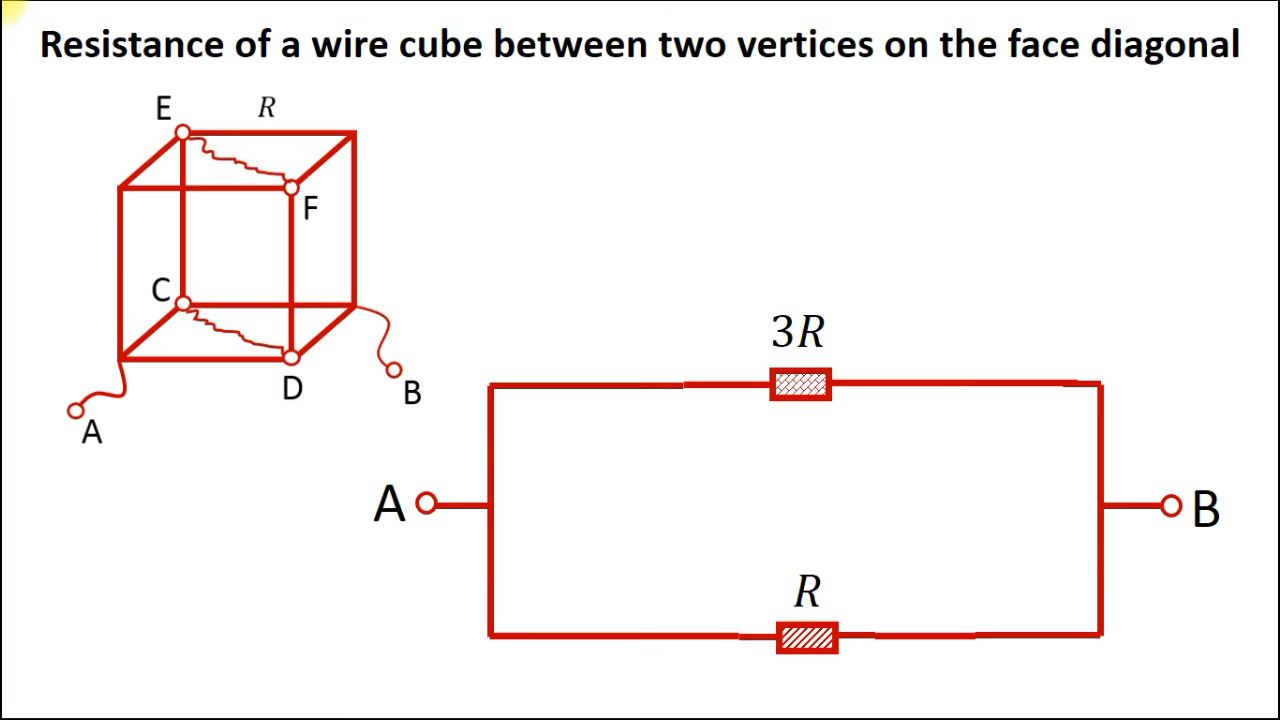 Resistance of a wire cube between two vertices on the face diagonal
E
R
F
C
D
B
A
3R
A
B
R